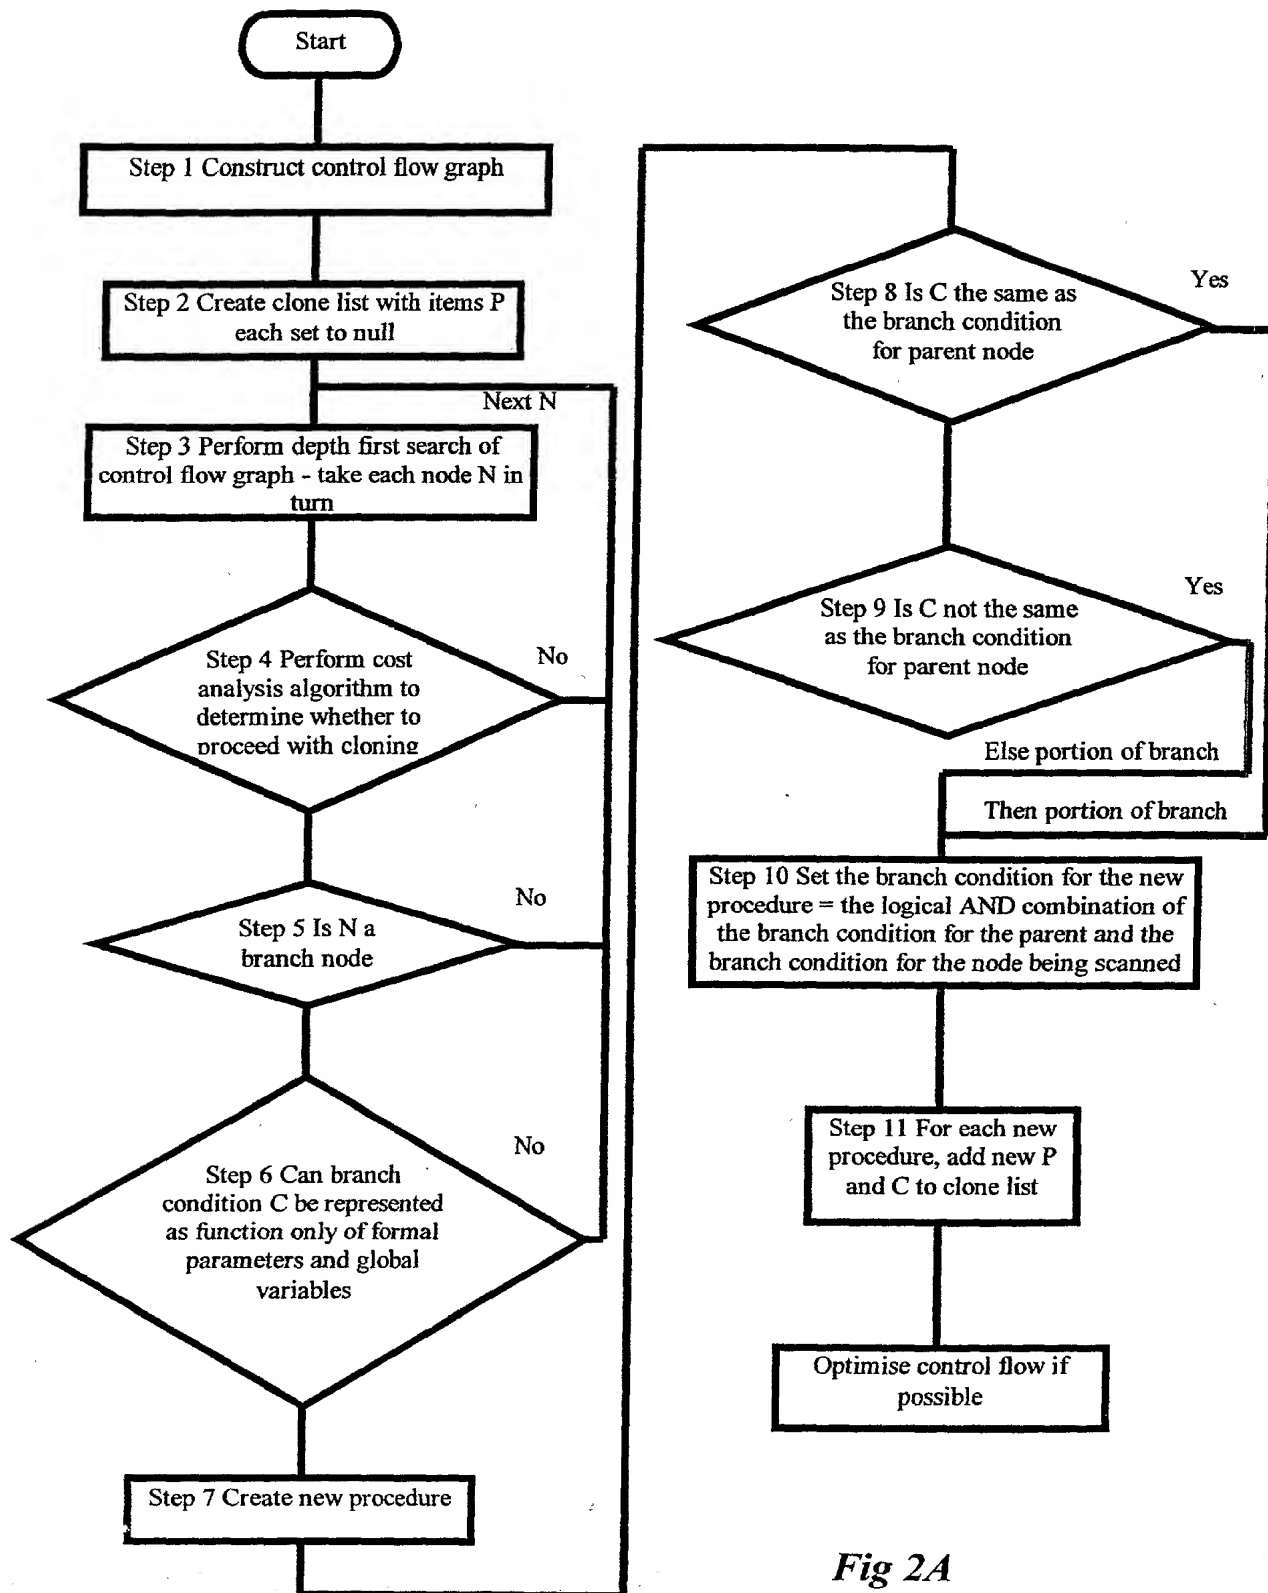 Start
Step 1 Construct control flow graph
Step 2 Create clone list with items P
each set to null
Next N
Step 3 Perform depth first search of
control flow graph - take each node N in
turn
Step 4 Perform cost
analysis algorithm to
determine whether to
proceed with cloning
No
Step 5 Is N a
branch node
No
Step 6 Can branch
condition C be represented
as function only of formal
parameters and global
variables
No
Step 7 Create new procedure
Step 8 Is C the same as
the branch condition
for parent node
Yes
Step 9 Is C not the same
as the branch condition
for parent node
Yes
Else portion of branch
Then portion of branch
Step 10 Set the branch condition for the new
procedure = the logical AND combination of
the branch condition for the parent and the
branch condition for the node being scanned
Step 11 For each new
procedure, add new P
and C to clone list
Optimise control flow if
possible
Fig 2A